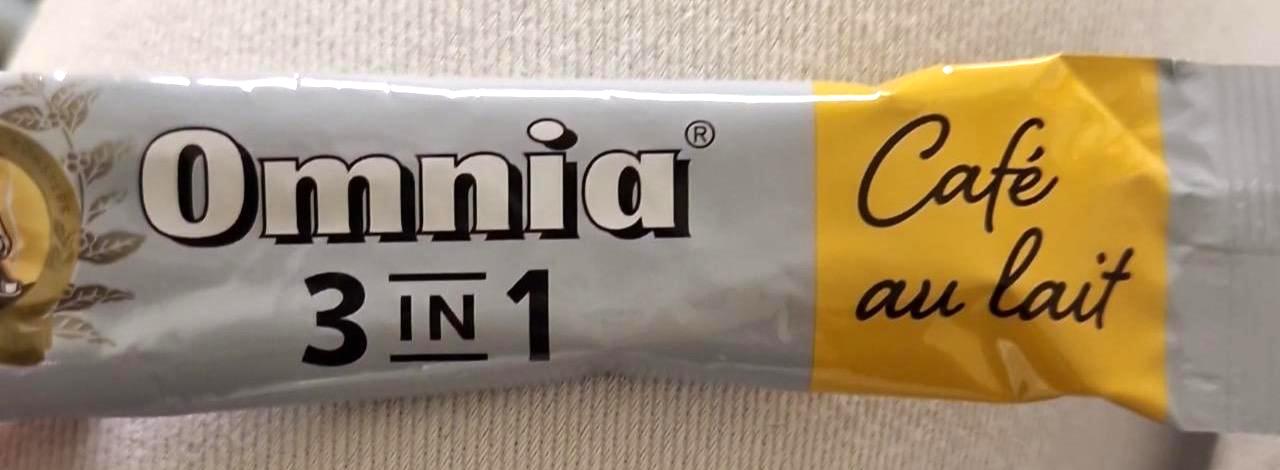 Omnia®
3 IN 1
Café
au lait